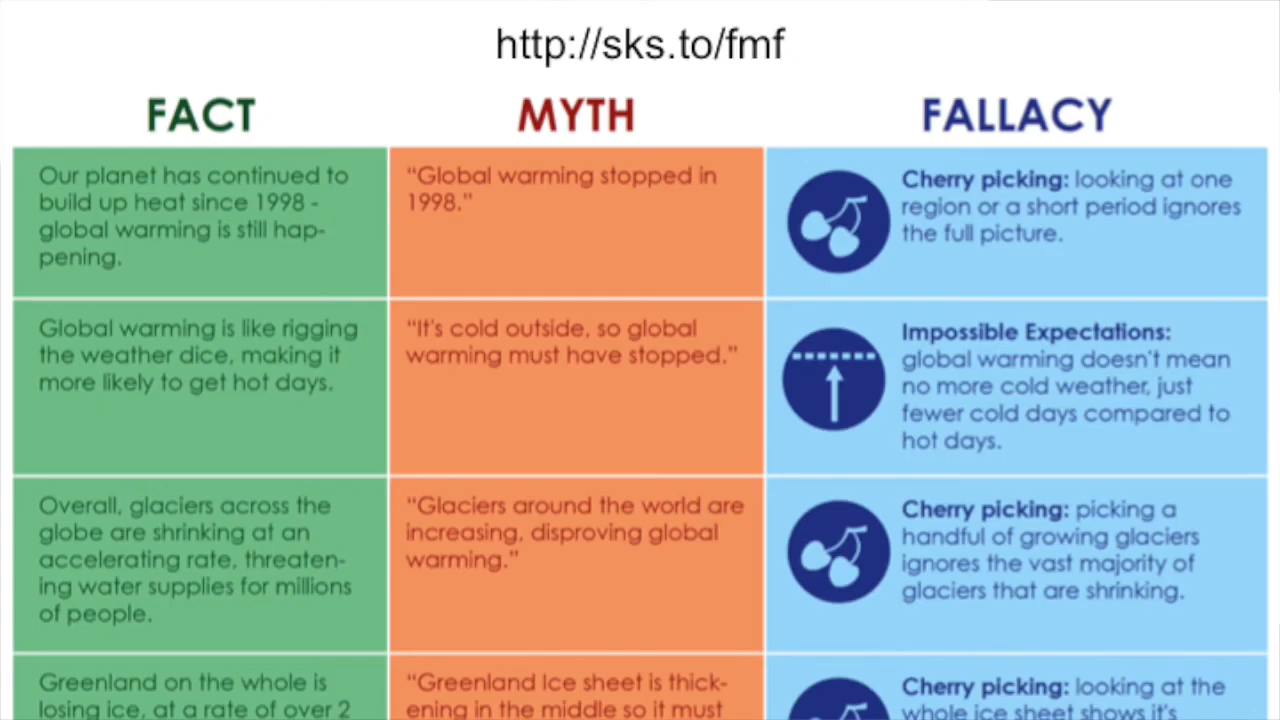 http://sks.to/fmf
FACT
MYTH
FALLACY
Our planet has continued to
build up heat since 1998 -
global warming is still hap-
pening.
“Global warming stopped in
1998.”
Cherry picking: looking at one
region or a short period ignores
the full picture.
Global warming is like rigging
the weather dice, making it
more likely to get hot days.
“It's cold outside, so global
warming must have stopped.”
Impossible Expectations:
global warming doesn't mean
no more cold weather, just
fewer cold days compared to
hot days.
Overall, glaciers across the
globe are shrinking at an
accelerating rate, threaten-
ing water supplies for millions
of people.
“Glaciers around the world are
increasing, disproving global
warming.”
Cherry picking: picking a
handful of growing glaciers
ignores the vast majority of
glaciers that are shrinking.
Greenland on the whole is
losing ice, at a rate of over 2
“Greenland Ice sheet is thick-
ening in the middle so it must
Cherry picking: looking at the
whole ice sheet shows it's